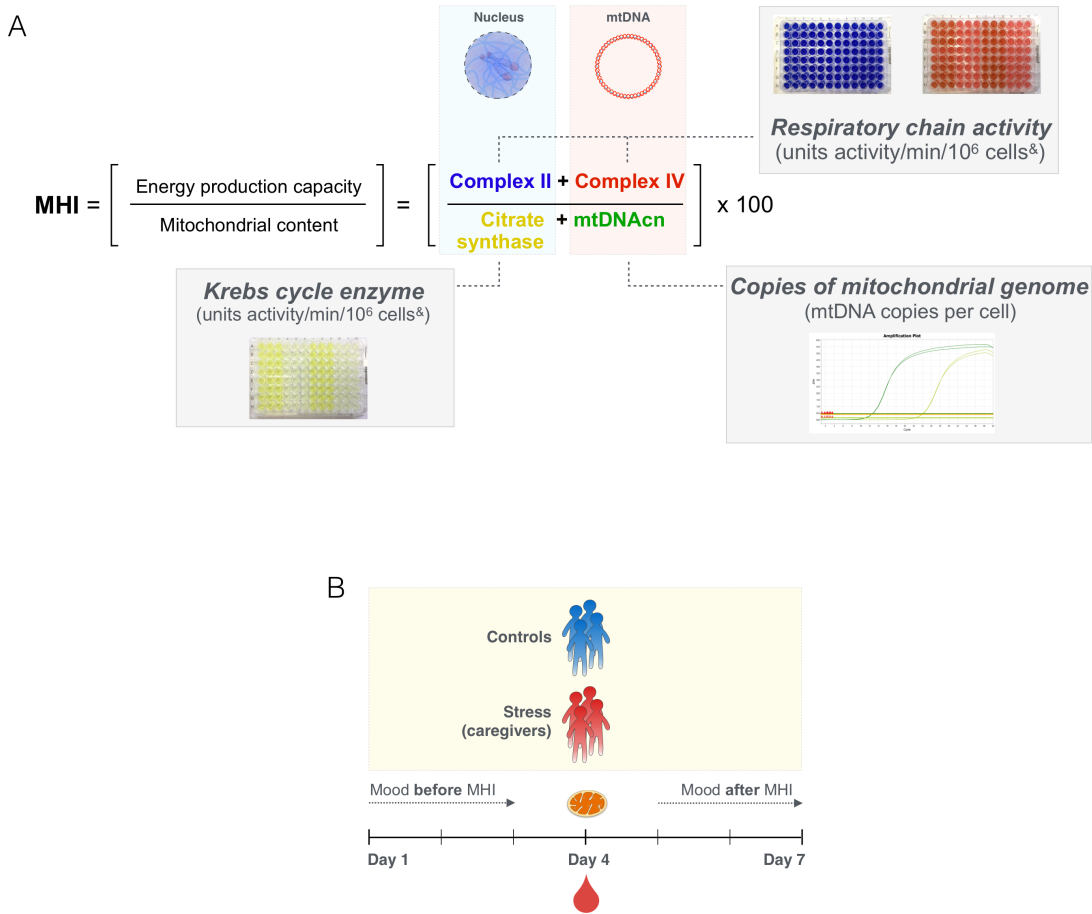 A
Nucleus
mtDNA
Respiratory chain activity
(units activity/min/10⁶ cells&)
MHI =
Energy production capacity
Mitochondrial content
=
Complex II + Complex IV
Citrate + mtDNAcn
synthase
x 100
Krebs cycle enzyme
(units activity/min/10⁶ cells&)
Copies of mitochondrial genome
(mtDNA copies per cell)
Amplification Plot
Cycle
B
Controls
Stress
(caregivers)
Mood before MHI
Mood after MHI
Day 1
Day 4
Day 7